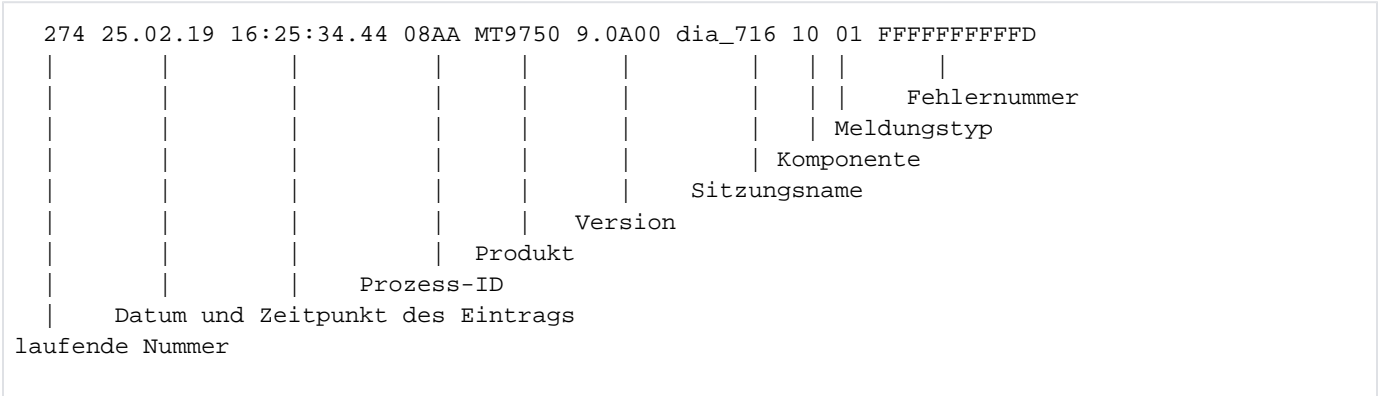 274 25.02.19 16:25:34.44 08AA MT9750 9.0A00 dia_716 10 01 FFFFFFFFFFD
Fehlernummer
Meldungstyp
Komponente
Sitzungsname
Version
Produkt
Prozess-ID
Datum und Zeitpunkt des Eintrags
laufende Nummer